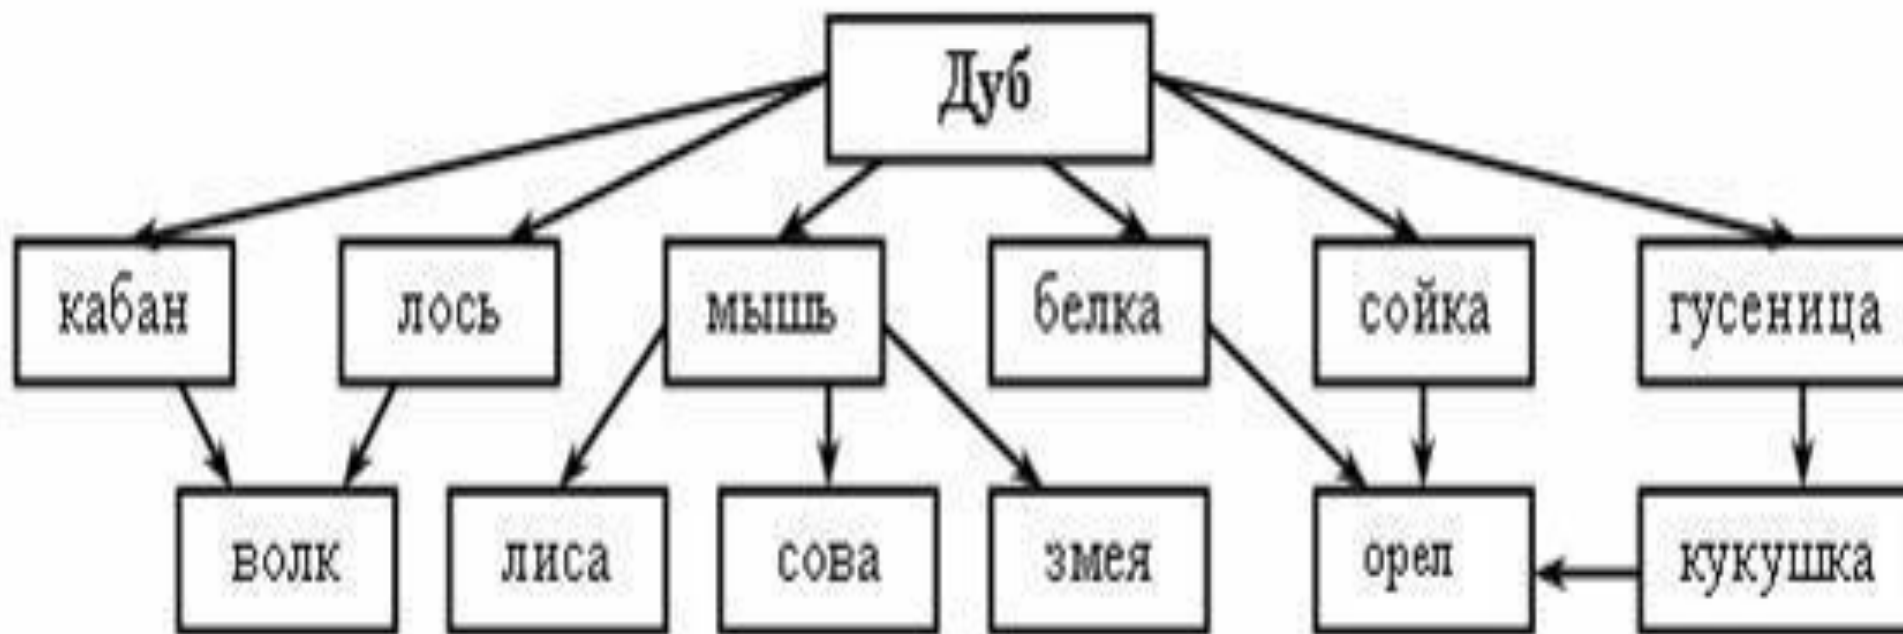 Дуб
кабан лось мышь белка сойка гусеница
волк лиса сова змея орел кукушка